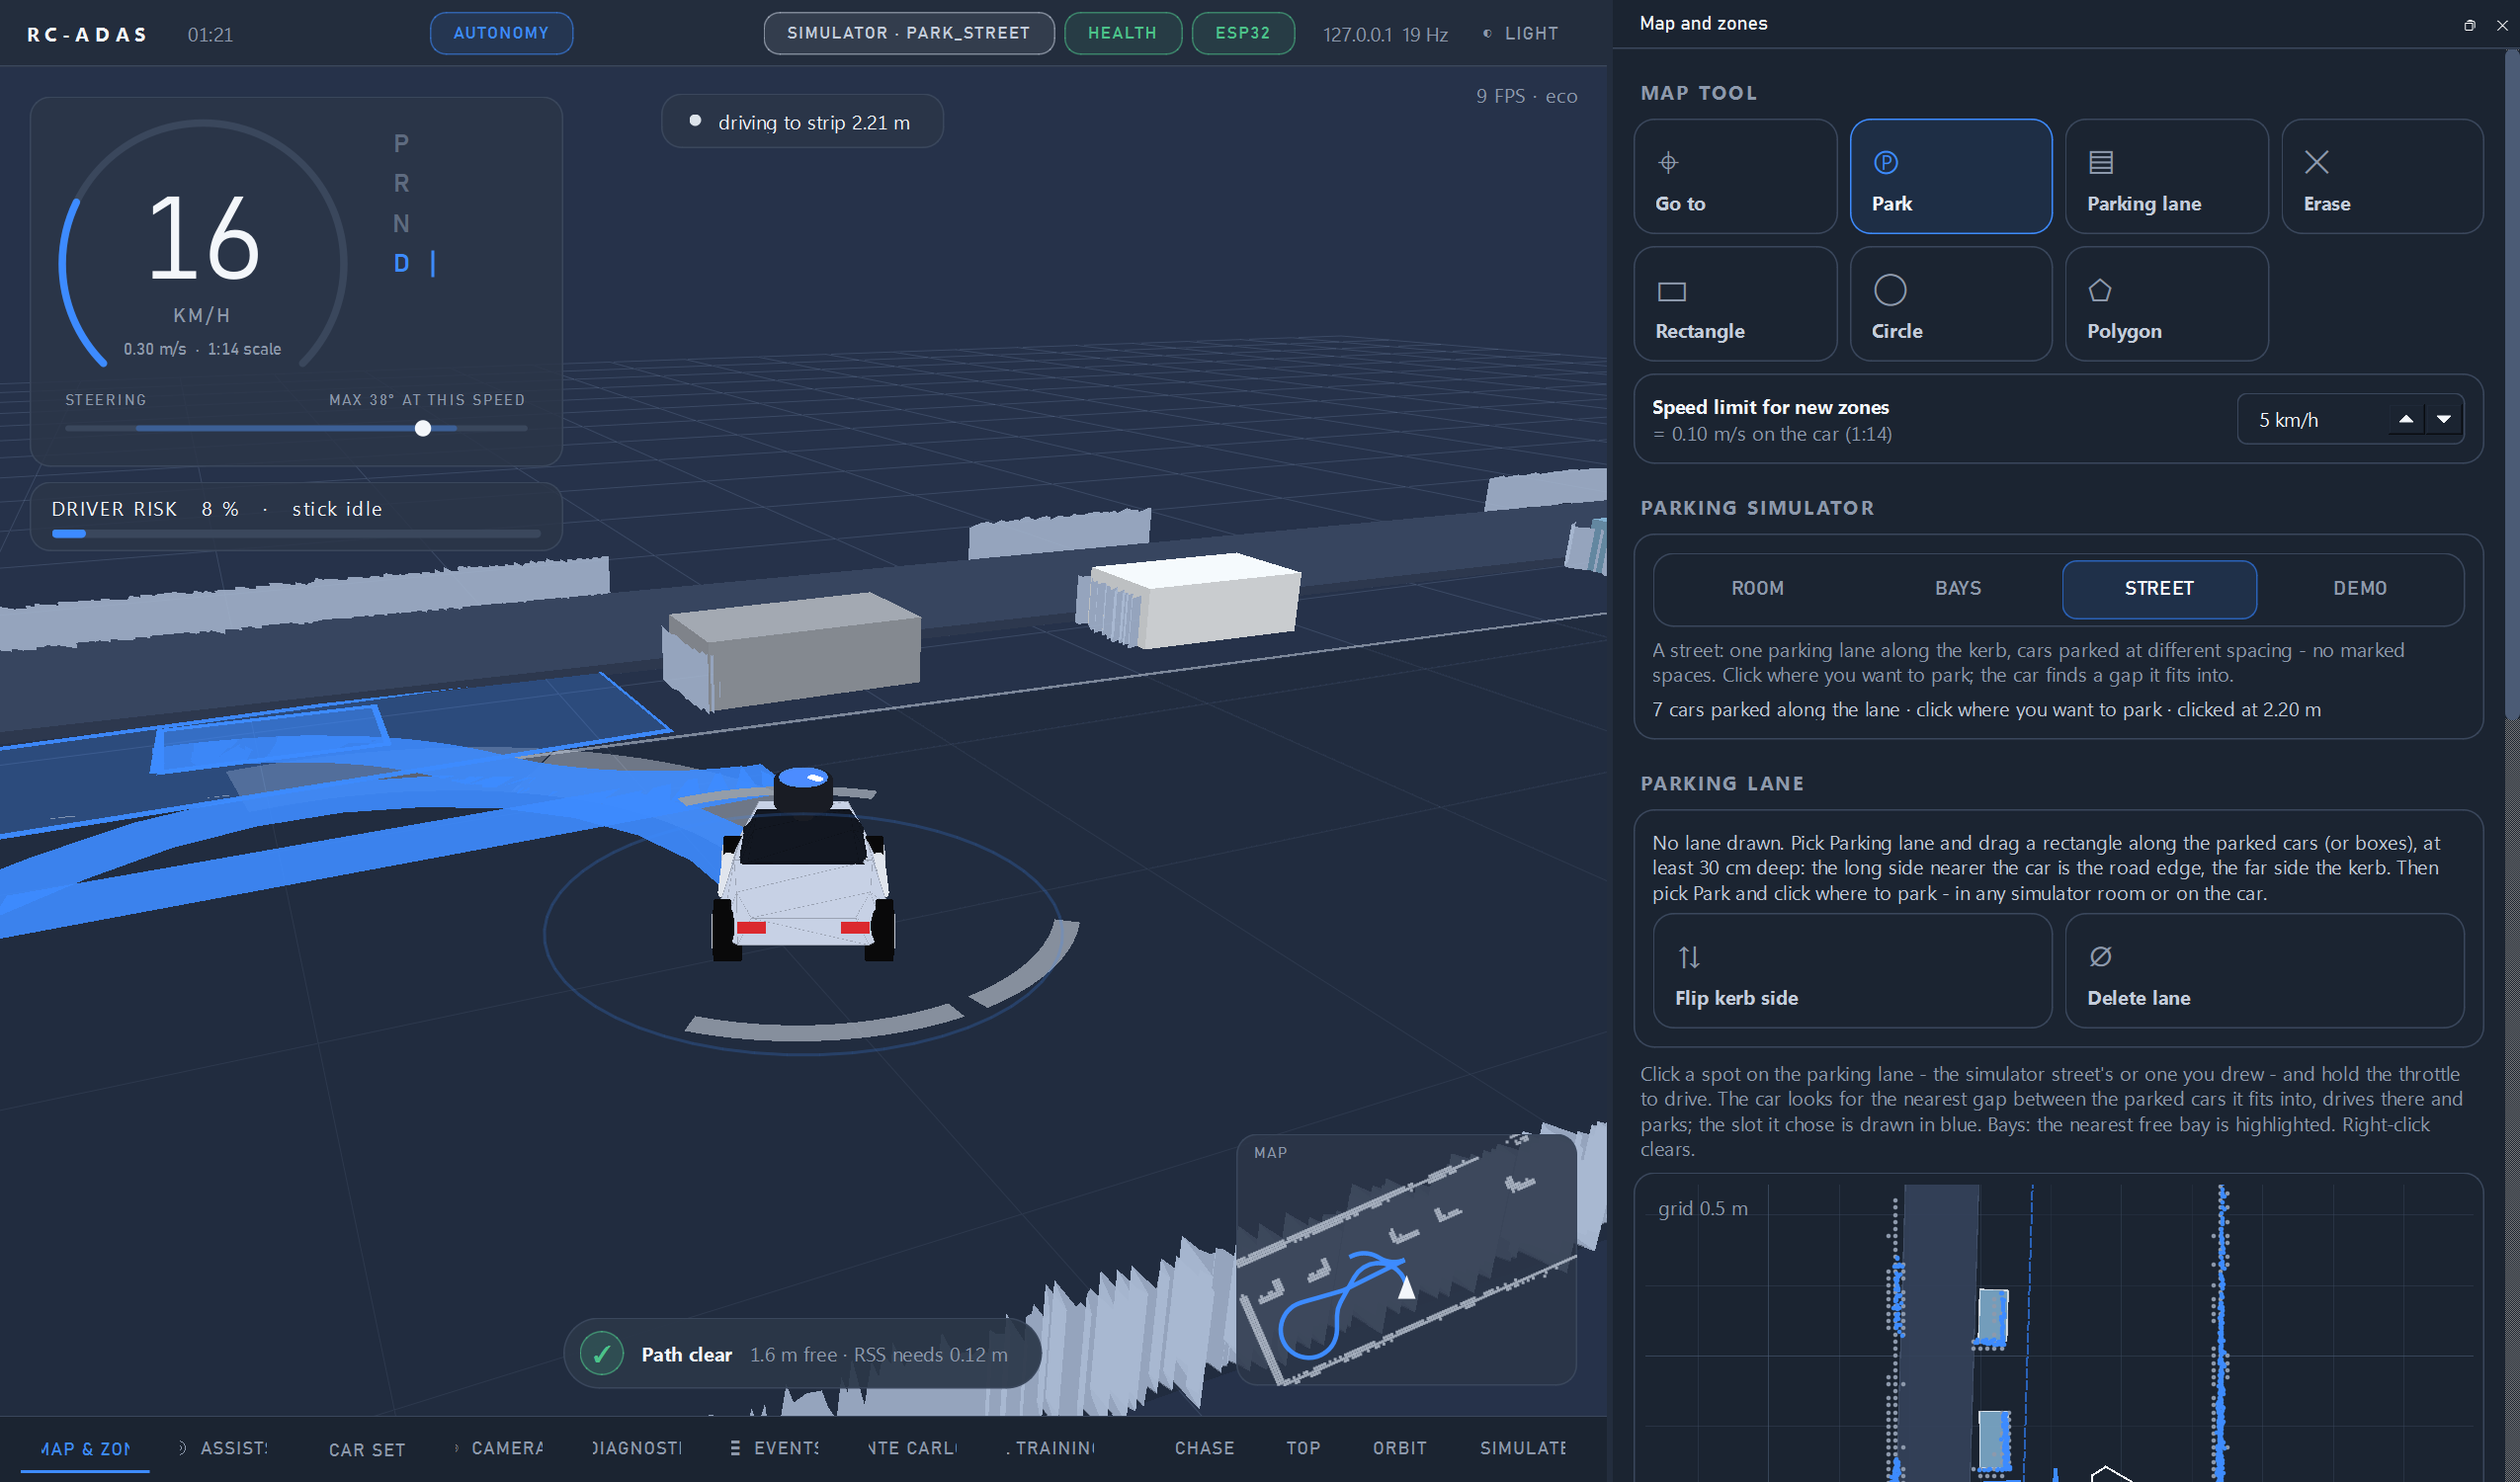 RC-ADAS 01:21 AUTONOMY SIMULATOR · PARK_STREET HEALTH ESP32 127.0.0.1 19 Hz LIGHT
9 FPS · eco
driving to strip 2.21 m
P
R
N
D
16
KM/H
0.30 m/s · 1:14 scale
STEERING MAX 38° AT THIS SPEED
DRIVER RISK 8 % · stick idle
MAP
Path clear 1.6 m free · RSS needs 0.12 m
MAP & ZON ASSISTS CAR SET CAMERA DIAGNOSTI EVENTS NTE CARLO TRAINING CHASE TOP ORBIT SIMULATE
Map and zones
MAP TOOL
Go to Park Parking lane Erase
Rectangle Circle Polygon
Speed limit for new zones
= 0.10 m/s on the car (1:14)
5 km/h
PARKING SIMULATOR
ROOM BAYS STREET DEMO
A street: one parking lane along the kerb, cars parked at different spacing - no marked
spaces. Click where you want to park; the car finds a gap it fits into.
7 cars parked along the lane · click where you want to park · clicked at 2.20 m
PARKING LANE
No lane drawn. Pick Parking lane and drag a rectangle along the parked cars (or boxes), at
least 30 cm deep: the long side nearer the car is the road edge, the far side the kerb. Then
pick Park and click where to park - in any simulator room or on the car.
Flip kerb side Delete lane
Click a spot on the parking lane - the simulator street's or one you drew - and hold the throttle
to drive. The car looks for the nearest gap between the parked cars it fits into, drives there and
parks; the slot it chose is drawn in blue. Bays: the nearest free bay is highlighted. Right-click
clears.
grid 0.5 m